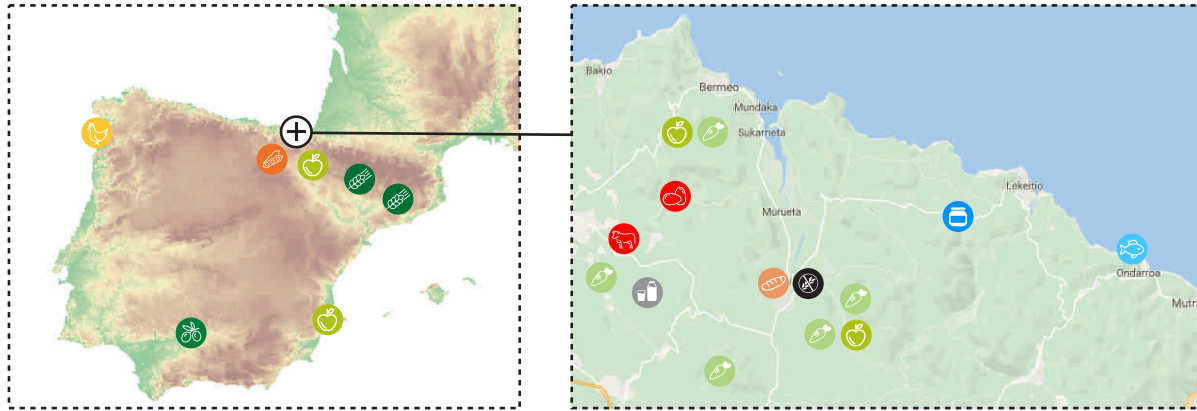 Bakio
Bermeo
Mundaka
Sukarrieta
Murueta
Lekeitio
Ondarroa
Mutr